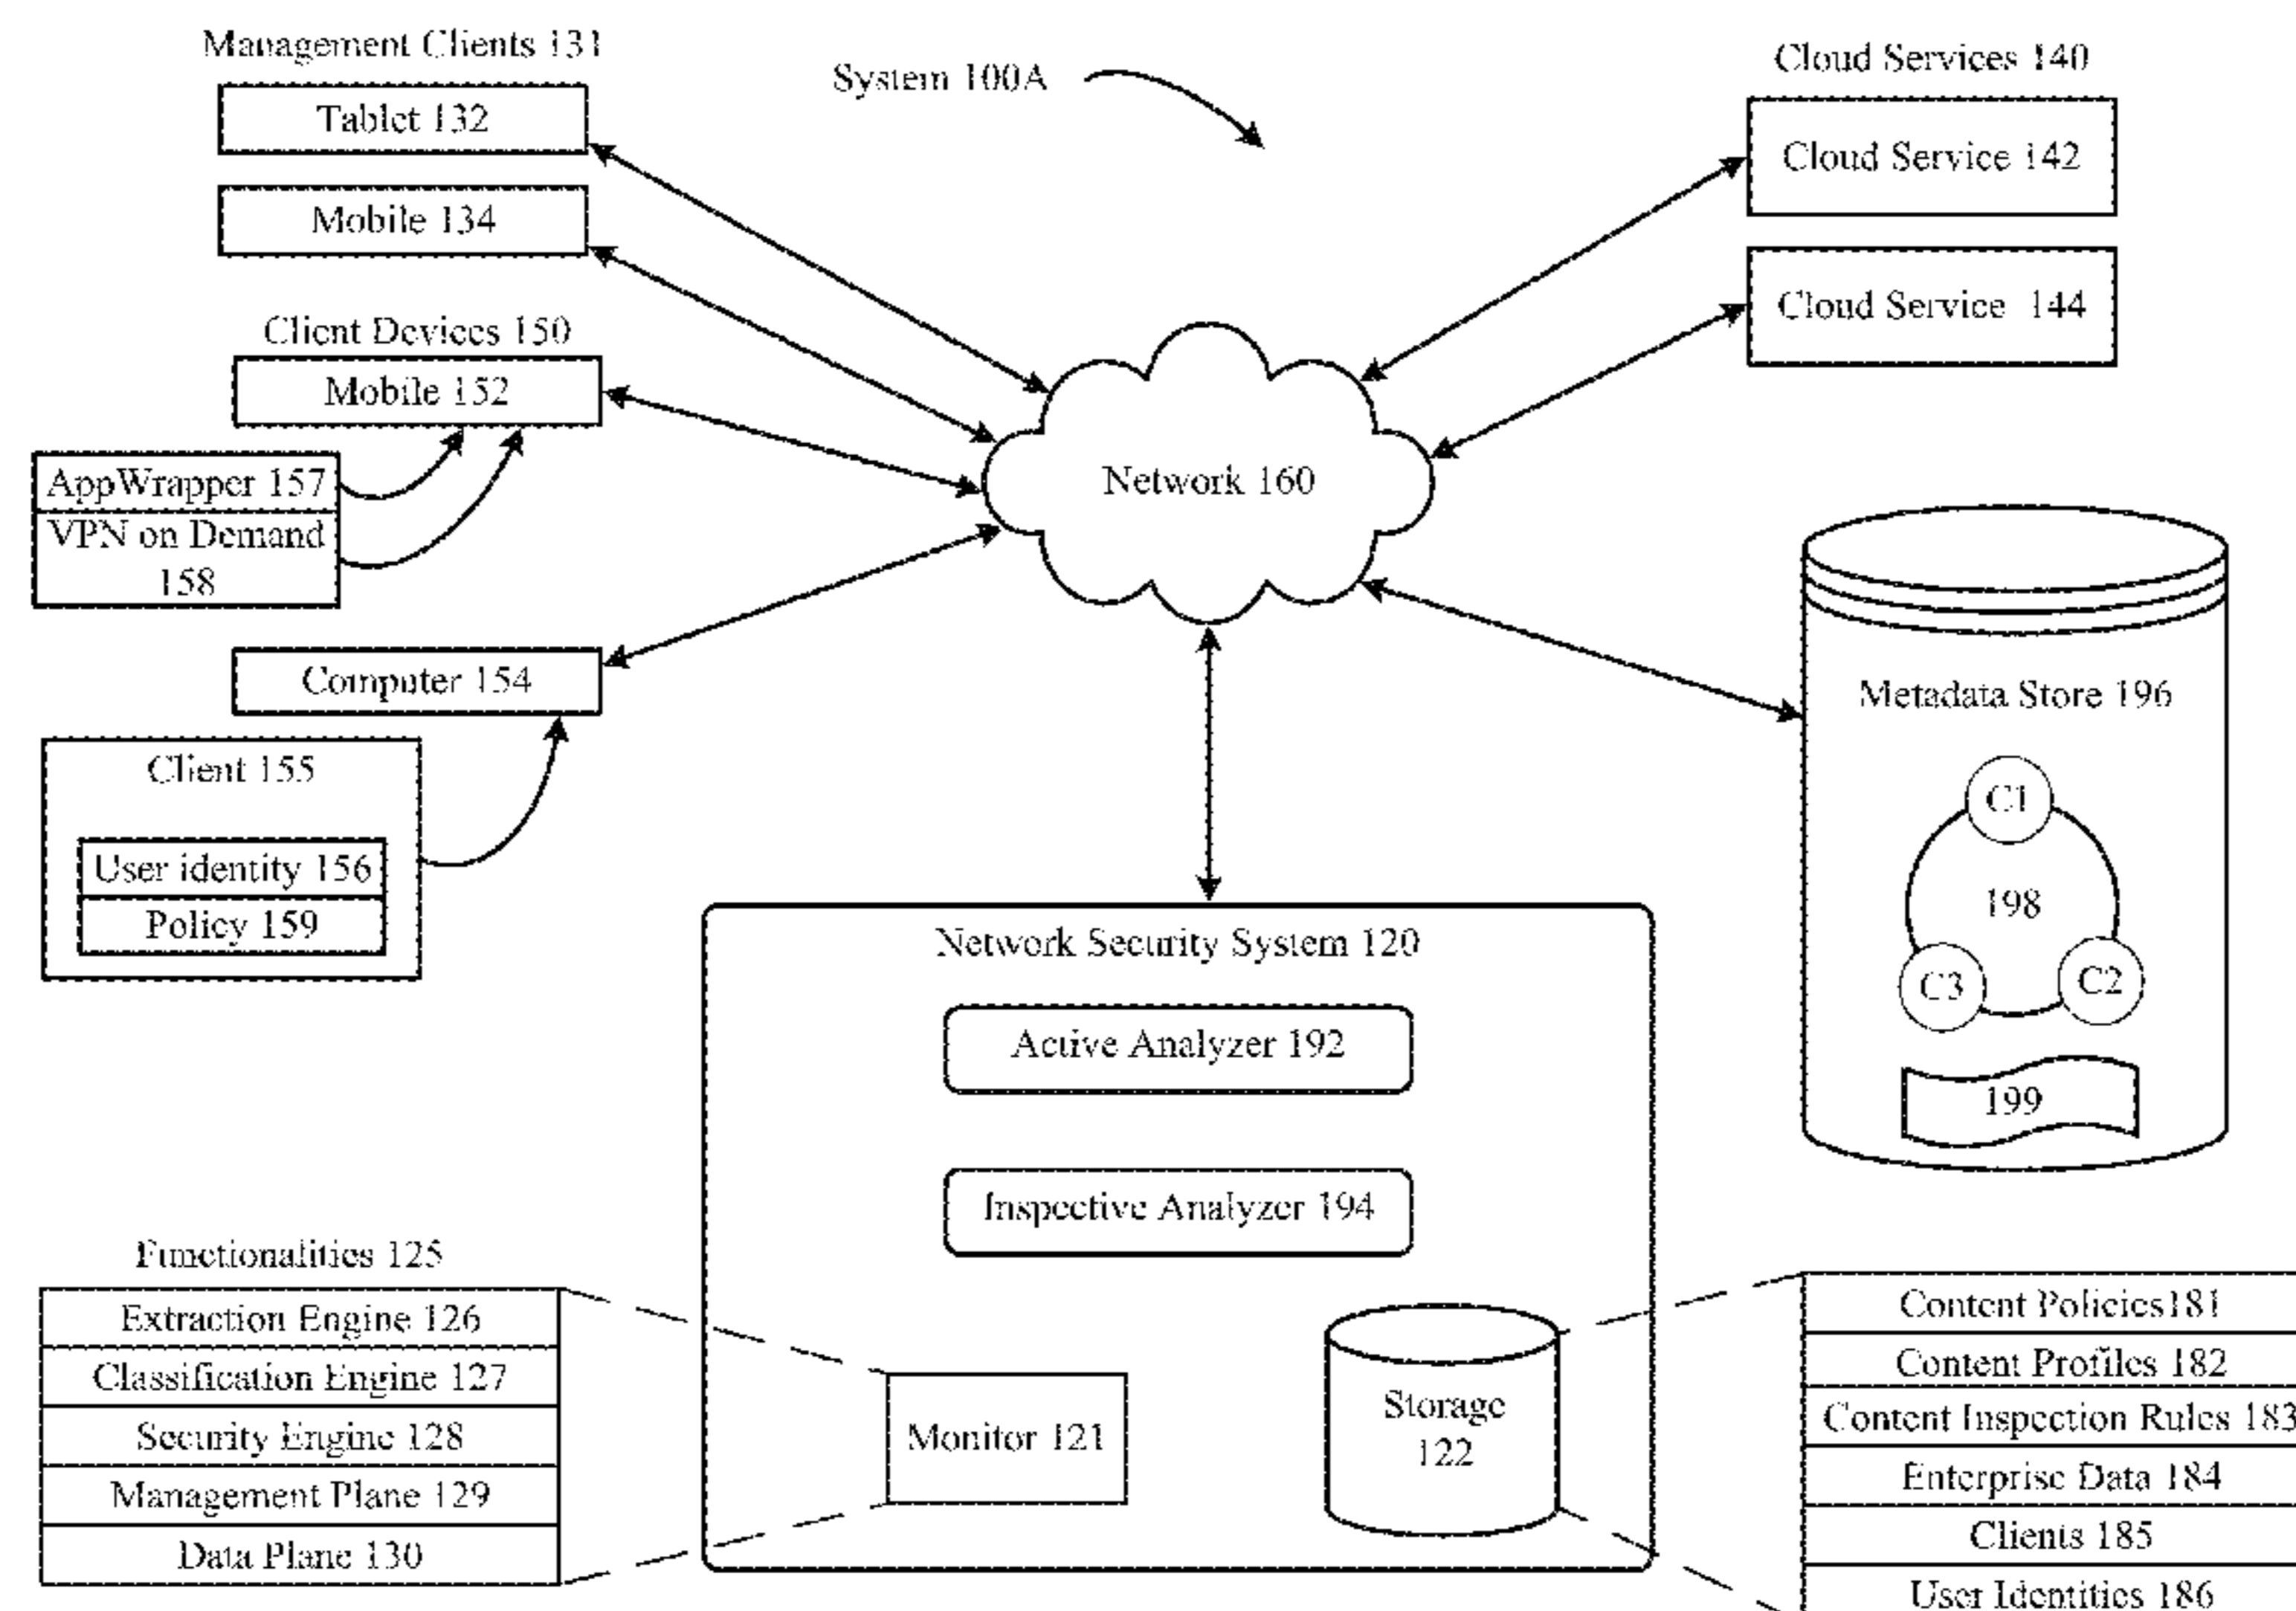 Management Clients 131
Tablet 132
Mobile 134
System 100A
Cloud Services 140
Cloud Service 142
Cloud Service 144
Client Devices 150
Mobile 152
AppWrapper 157
VPN on Demand
158
Network 160
Computer 154
Client 155
User identity 156
Policy 159
Metadata Store 196
C1
198
C3
C2
199
Network Security System 120
Active Analyzer 192
Inspective Analyzer 194
Functionalities 125
Extraction Engine 126
Classification Engine 127
Security Engine 128
Management Plane 129
Data Plane 130
Monitor 121
Storage
122
Content Policies181
Content Profiles 182
Content Inspection Rules 183
Enterprise Data 184
Clients 185
User Identities 186